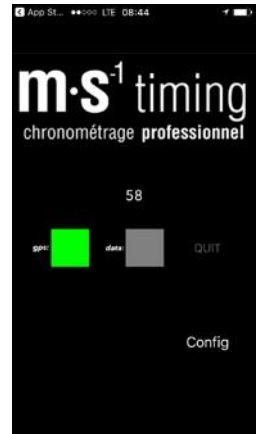 App St... LTE 08:44
m·s⁻¹ timing
chronométrage professionnel
58
gps: data: QUIT
Config